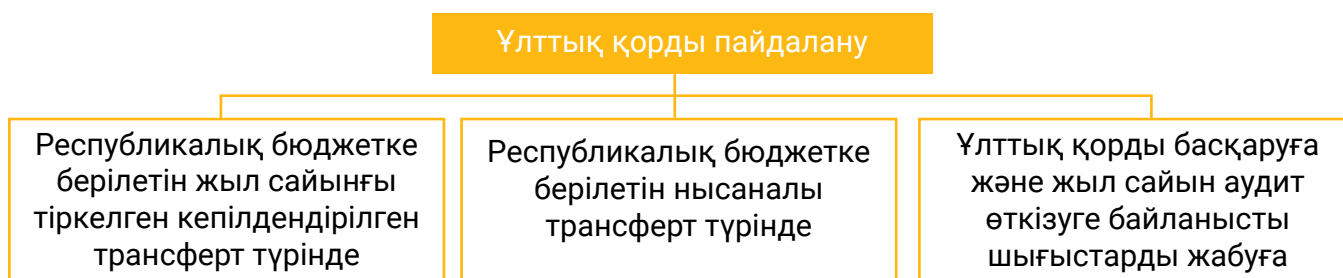 Ұлттық қорды пайдалану
Республикалық бюджетке
берілетін жыл сайынғы
тіркелген кепілдендірілген
трансферт түрінде
Республикалық бюджетке
берілетін нысаналы
трансферт түрінде
Ұлттық қорды басқаруға
және жыл сайын аудит
өткізуге байланысты
шығыстарды жабуға